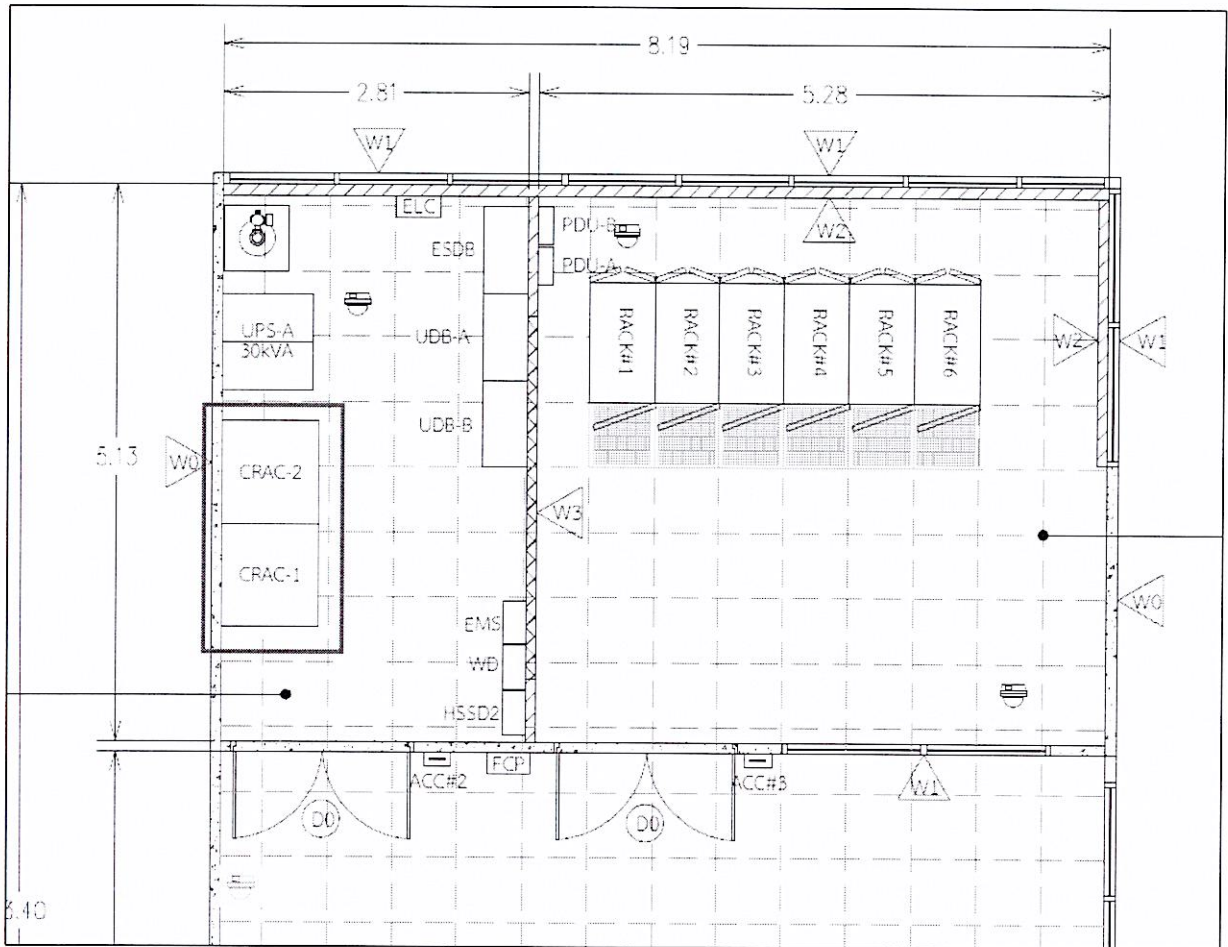 8.19
2.81
5.28
W1
W1
ELC
PDU-B
W2
ESDB
PDU-A
UPS-A
30kVA
UDB-A
RACK#1
RACK#2
RACK#3
RACK#4
RACK#5
RACK#6
W2
W1
UDB-B
5.13
W0
CRAC-2
W3
CRAC-1
W0
EMS
WD
HSSD2
ACC#2
FCP
ACC#3
W1
D0
D0
.40